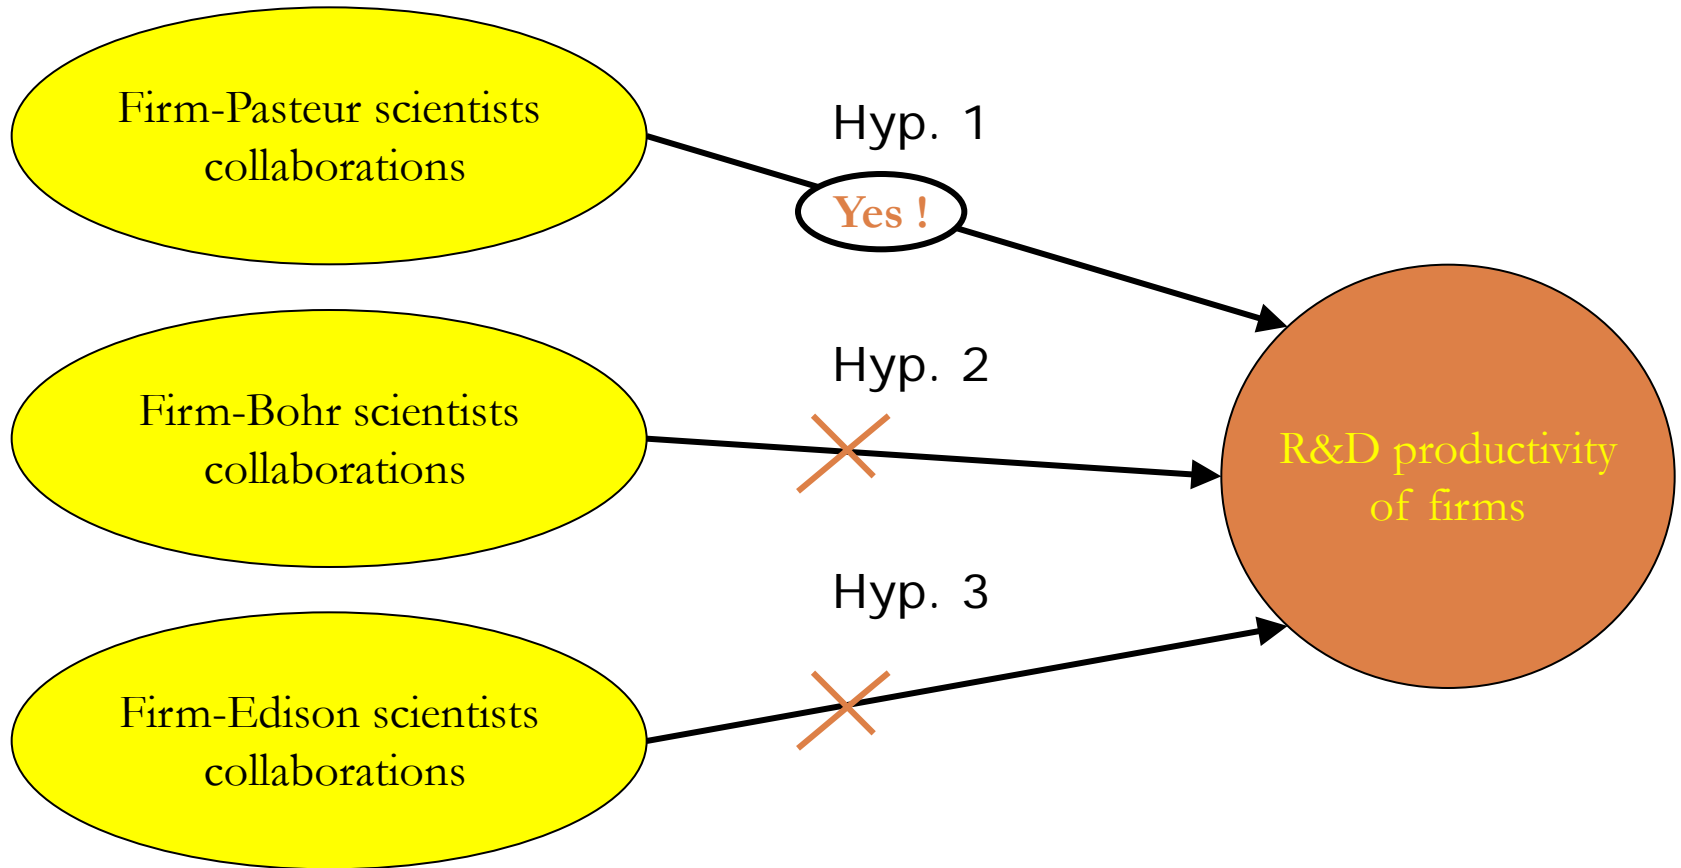 Firm-Pasteur scientists
collaborations
Hyp. 1
Yes !
Firm-Bohr scientists
collaborations
Hyp. 2
R&D productivity
of firms
Firm-Edison scientists
collaborations
Hyp. 3